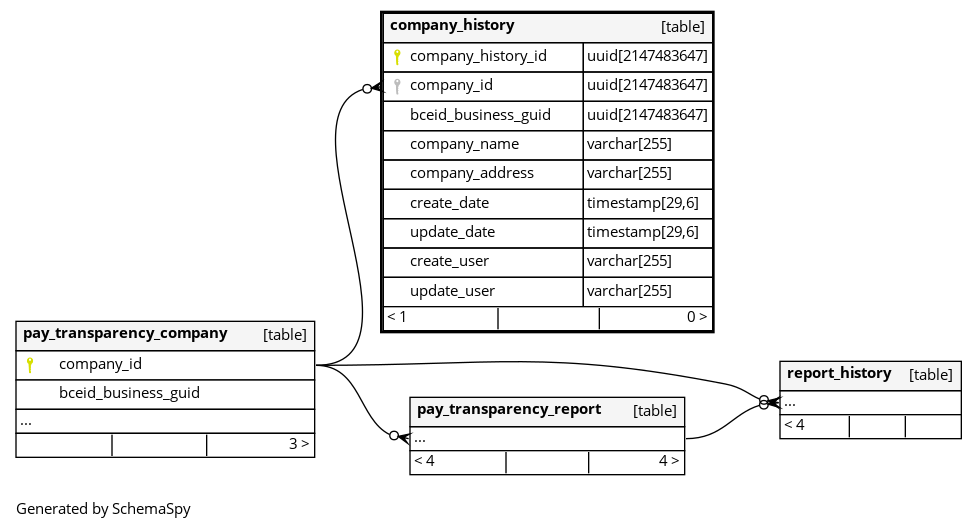 company_history [table]
company_history_id uuid[2147483647]
company_id uuid[2147483647]
bceid_business_guid uuid[2147483647]
company_name varchar[255]
company_address varchar[255]
create_date timestamp[29,6]
update_date timestamp[29,6]
create_user varchar[255]
update_user varchar[255]
< 1 0 >
pay_transparency_company [table]
company_id
bceid_business_guid
...
3 >
pay_transparency_report [table]
...
< 4 4 >
report_history [table]
...
< 4
Generated by SchemaSpy